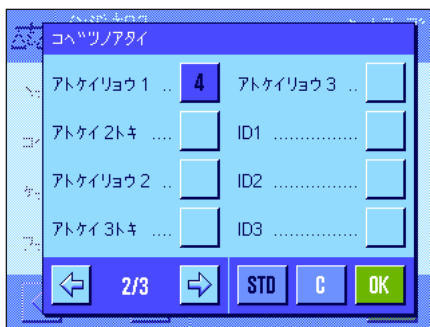 コベツノアタイ
アトケイリョウ 1 .. 4
アトケイリョウ 3 ..
アトケイ 2トキ ....
ID1 ...............
アトケイリョウ 2 ..
ID2 ...............
アトケイ 3トキ ....
ID3 ...............
2/3 STD C OK